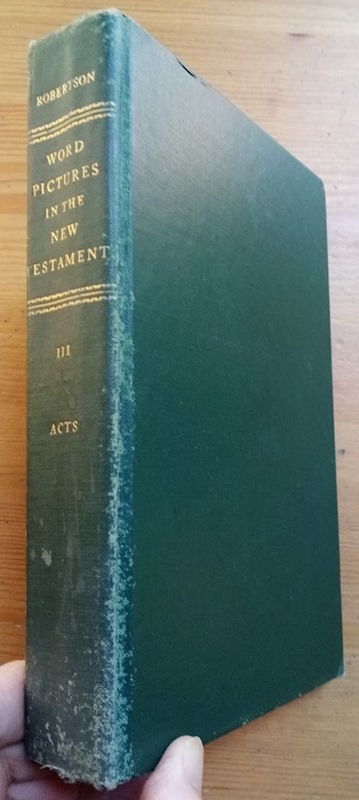 ROBERTSON
WORD
PICTURES
IN THE
NEW
TESTAMENT
III
ACTS